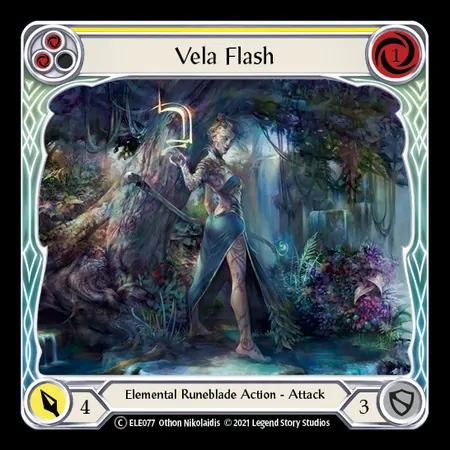 Vela Flash
1
Elemental Runeblade Action - Attack
4
3
C ELE077 Othon Nikolaidis © 2021 Legend Story Studios